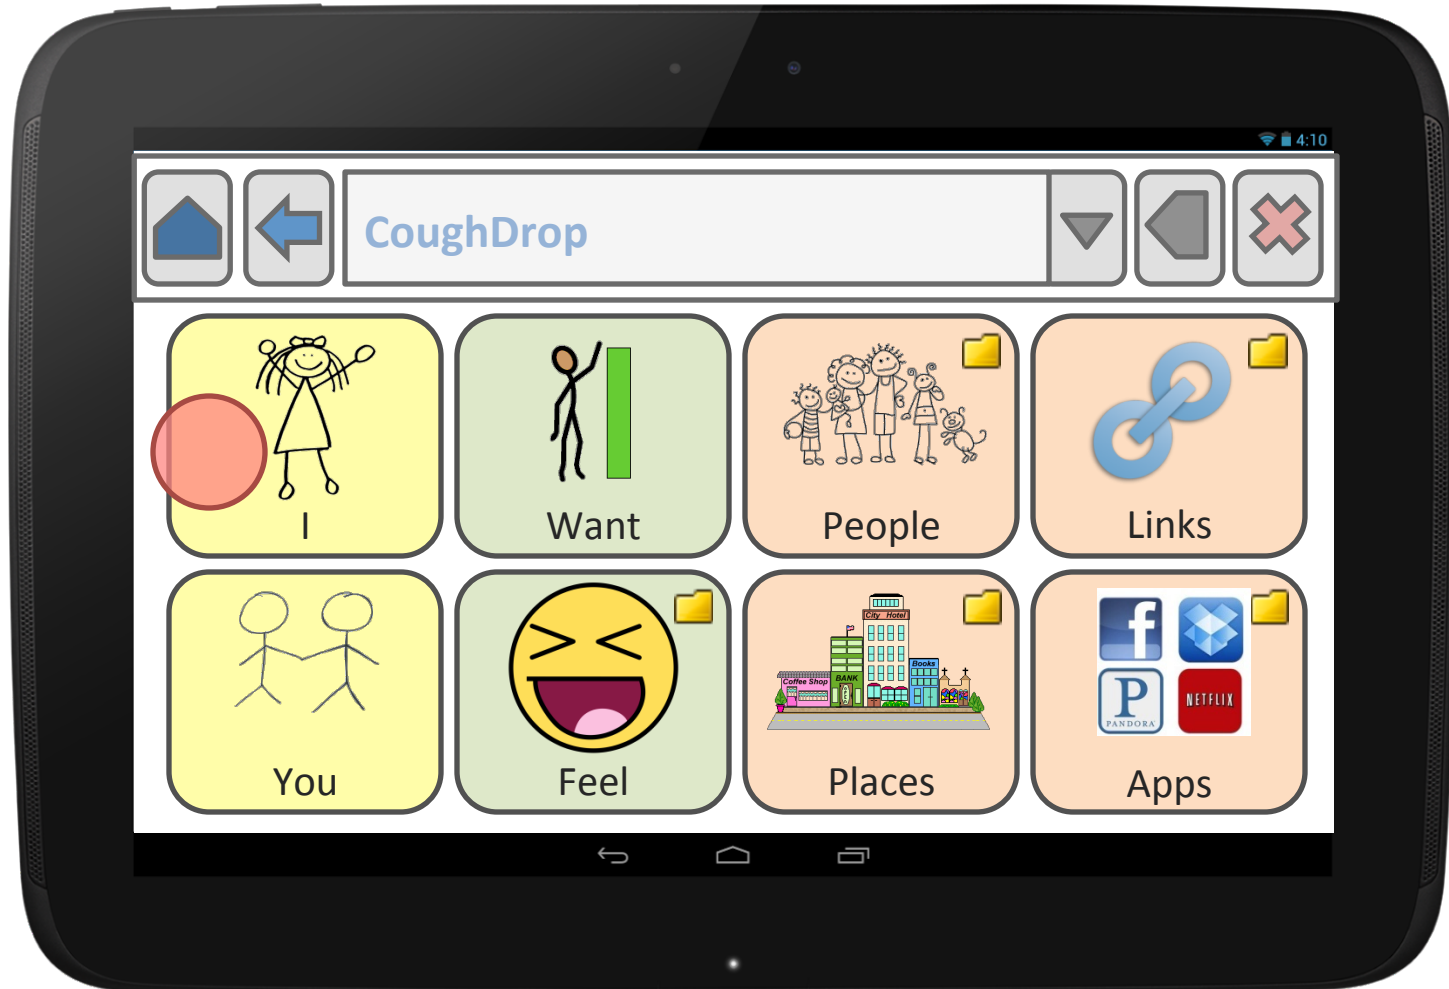 4:10
CoughDrop
I
Want
People
Links
You
Feel
Places
Apps
City Hotel
Books
BANK
Coffee Shop
f
P
PANDORA
NETFLIX